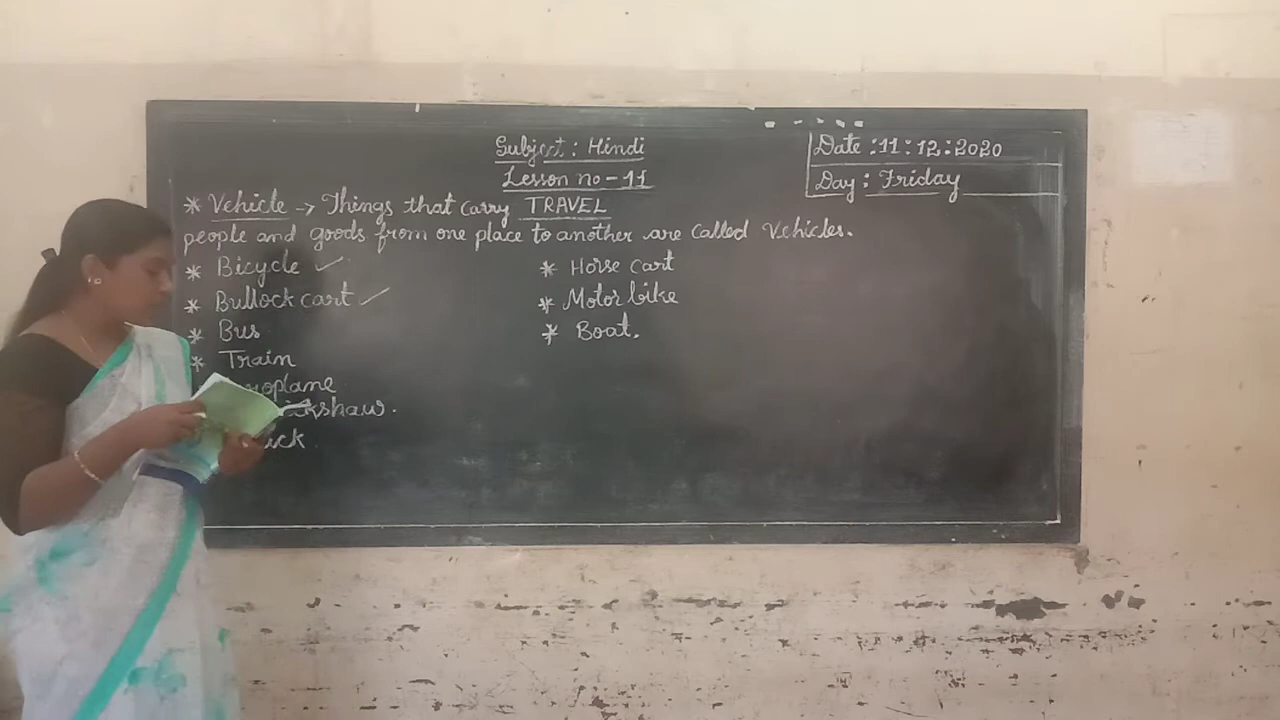 Subject : Hindi
Lesson no - 11
Date : 11:12:2020
Day : Friday
* Vehicle -> Things that carry TRAVEL
people and goods from one place to another are called Vehicles.
* Bicycle ✓
* Bullock cart ✓
* Bus
* Train
* Horse cart
* Motor bike
* Boat.